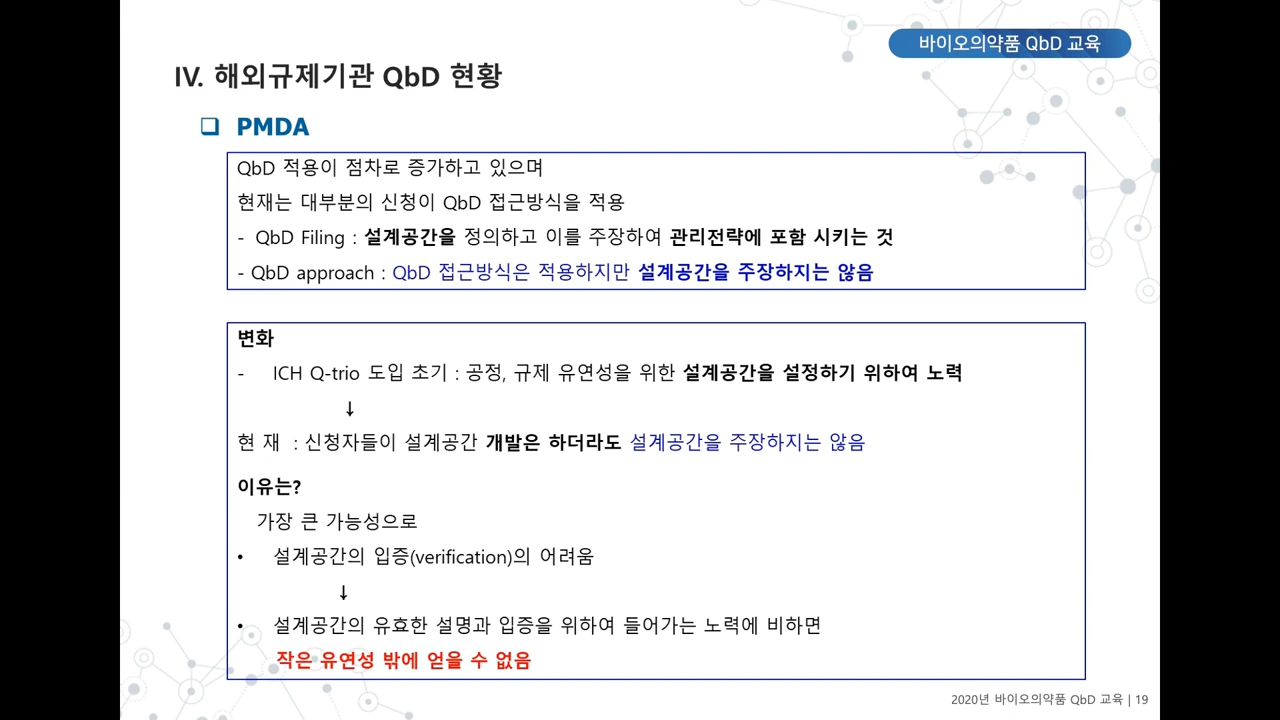 바이오의약품 QbD 교육
IV. 해외규제기관 QbD 현황
❑ PMDA
QbD 적용이 점차로 증가하고 있으며
현재는 대부분의 신청이 QbD 접근방식을 적용
- QbD Filing : 설계공간을 정의하고 이를 주장하여 관리전략에 포함 시키는 것
- QbD approach : QbD 접근방식은 적용하지만 설계공간을 주장하지는 않음
변화
- ICH Q-trio 도입 초기 : 공정, 규제 유연성을 위한 설계공간을 설정하기 위하여 노력
↓
현 재 : 신청자들이 설계공간 개발은 하더라도 설계공간을 주장하지는 않음
이유는?
가장 큰 가능성으로
• 설계공간의 입증(verification)의 어려움
↓
• 설계공간의 유효한 설명과 입증을 위하여 들어가는 노력에 비하면
작은 유연성 밖에 얻을 수 없음
2020년 바이오의약품 QbD 교육 | 19